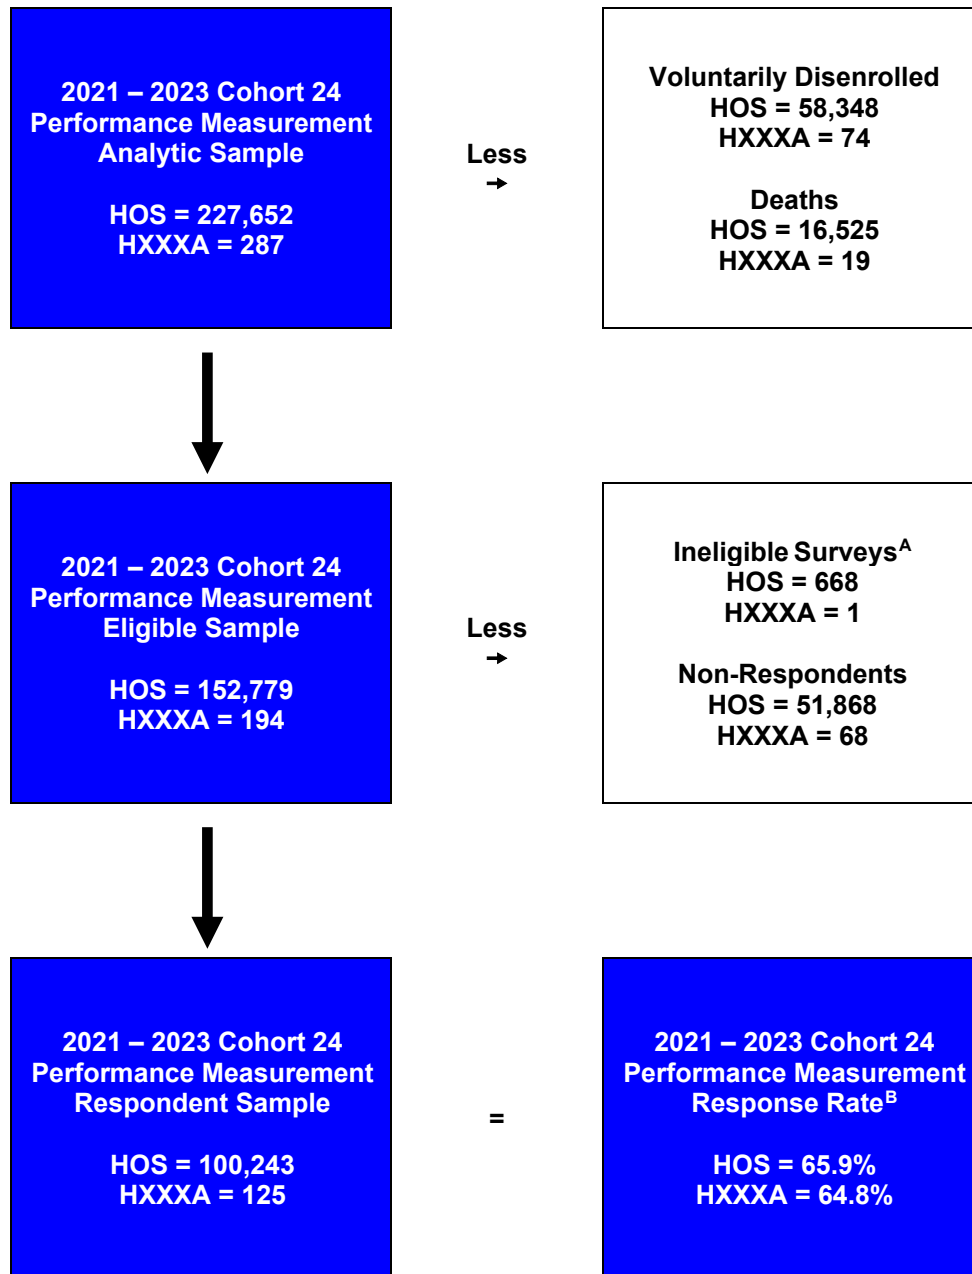 2021 – 2023 Cohort 24
Performance Measurement
Analytic Sample
HOS = 227,652
HXXXA = 287
Less
→
Voluntarily Disenrolled
HOS = 58,348
HXXXA = 74
Deaths
HOS = 16,525
HXXXA = 19
2021 – 2023 Cohort 24
Performance Measurement
Eligible Sample
HOS = 152,779
HXXXA = 194
Less
→
Ineligible Surveys^A
HOS = 668
HXXXA = 1
Non-Respondents
HOS = 51,868
HXXXA = 68
2021 – 2023 Cohort 24
Performance Measurement
Respondent Sample
HOS = 100,243
HXXXA = 125
=
2021 – 2023 Cohort 24
Performance Measurement
Response Rate^B
HOS = 65.9%
HXXXA = 64.8%